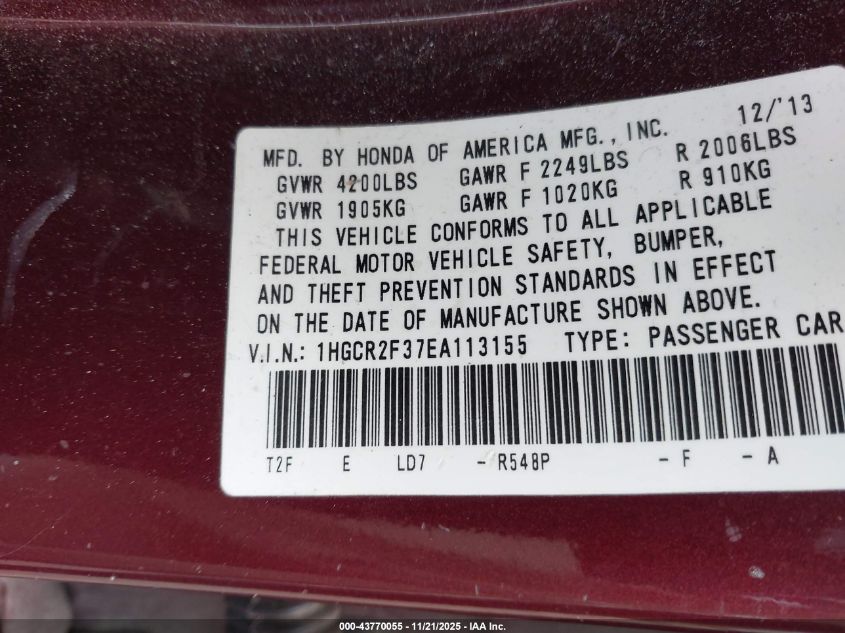 12/'13
MFD. BY HONDA OF AMERICA MFG., INC.
GVWR 4200LBS GAWR F 2249LBS R 2006LBS
GVWR 1905KG GAWR F 1020KG R 910KG
THIS VEHICLE CONFORMS TO ALL APPLICABLE
FEDERAL MOTOR VEHICLE SAFETY, BUMPER,
AND THEFT PREVENTION STANDARDS IN EFFECT
ON THE DATE OF MANUFACTURE SHOWN ABOVE.
V.I.N.: 1HGCR2F37EA113155 TYPE: PASSENGER CAR
T2F E LD7 - R548P - F - A
000-43770055 - 11/21/2025 - IAA Inc.